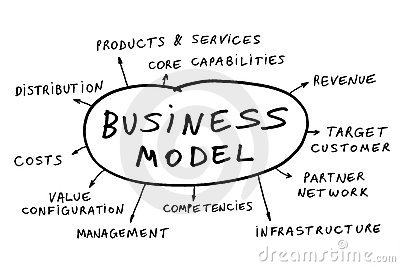 PRODUCTS & SERVICES
CORE CAPABILITIES
REVENUE
DISTRIBUTION
BUSINESS
MODEL
TARGET
CUSTOMER
COSTS
PARTNER
NETWORK
VALUE
CONFIGURATION
COMPETENCIES
MANAGEMENT
INFRASTRUCTURE
dreamstime.com